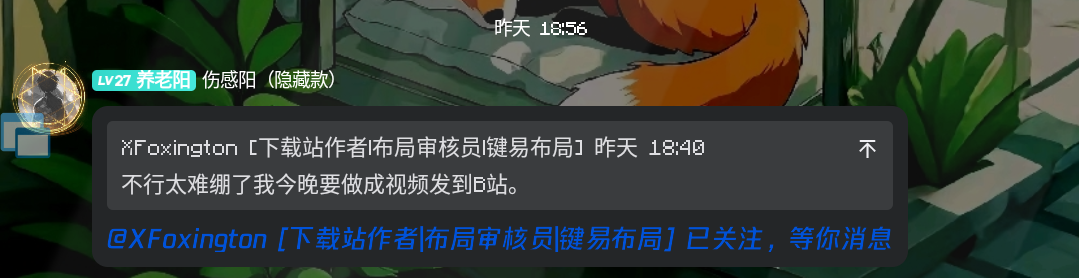 昨天 18:56
LV27 养老阳 伤感阳（隐藏款）
XFoxington [下载站作者|布局审核员|键易布局] 昨天 18:40
不行太难绷了我今晚要做成视频发到B站。
@XFoxington [下载站作者|布局审核员|键易布局] 已关注，等你消息